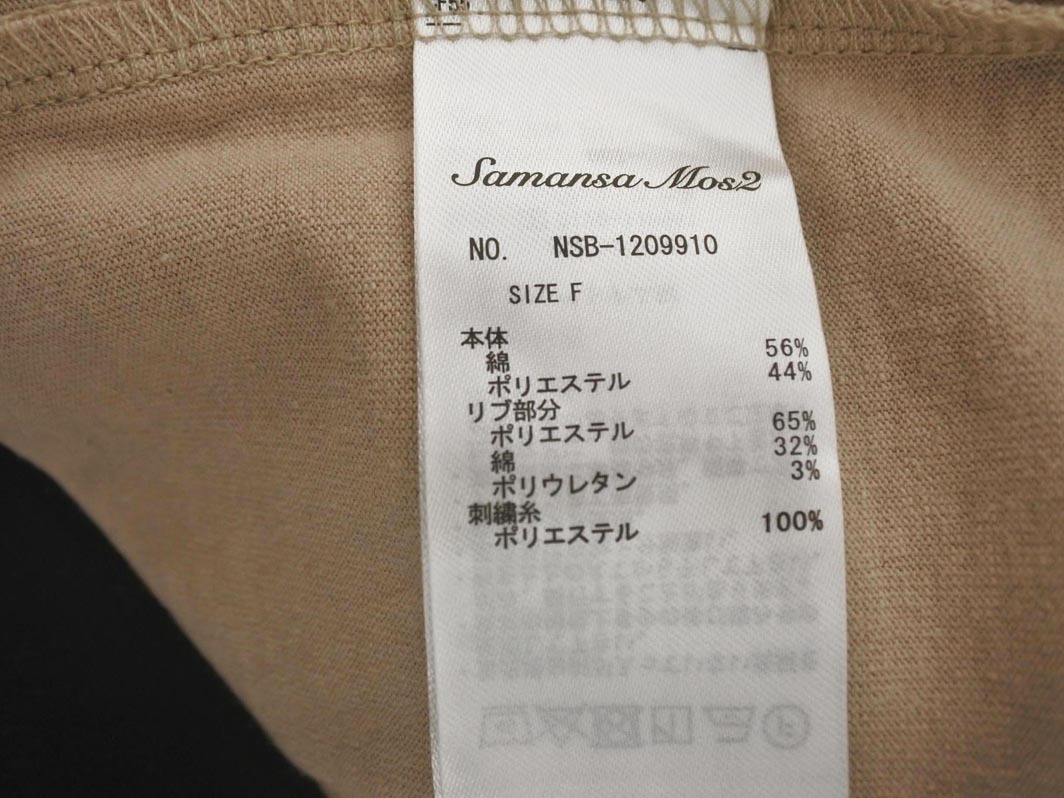 Samansa Mos2
NO. NSB-1209910
SIZE F
本体
綿 56%
ポリエステル 44%
リブ部分
ポリエステル 65%
綿 32%
ポリウレタン 3%
刺繍糸
ポリエステル 100%